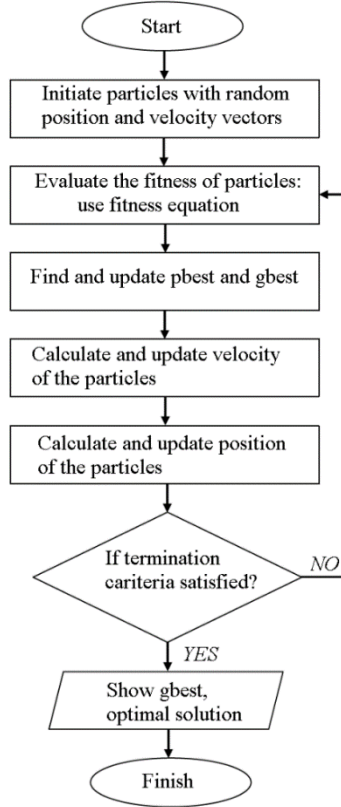 Start
Initiate particles with random
position and velocity vectors
Evaluate the fitness of particles:
use fitness equation
Find and update pbest and gbest
Calculate and update velocity
of the particles
Calculate and update position
of the particles
If termination
cariteria satisfied?
NO
YES
Show gbest,
optimal solution
Finish